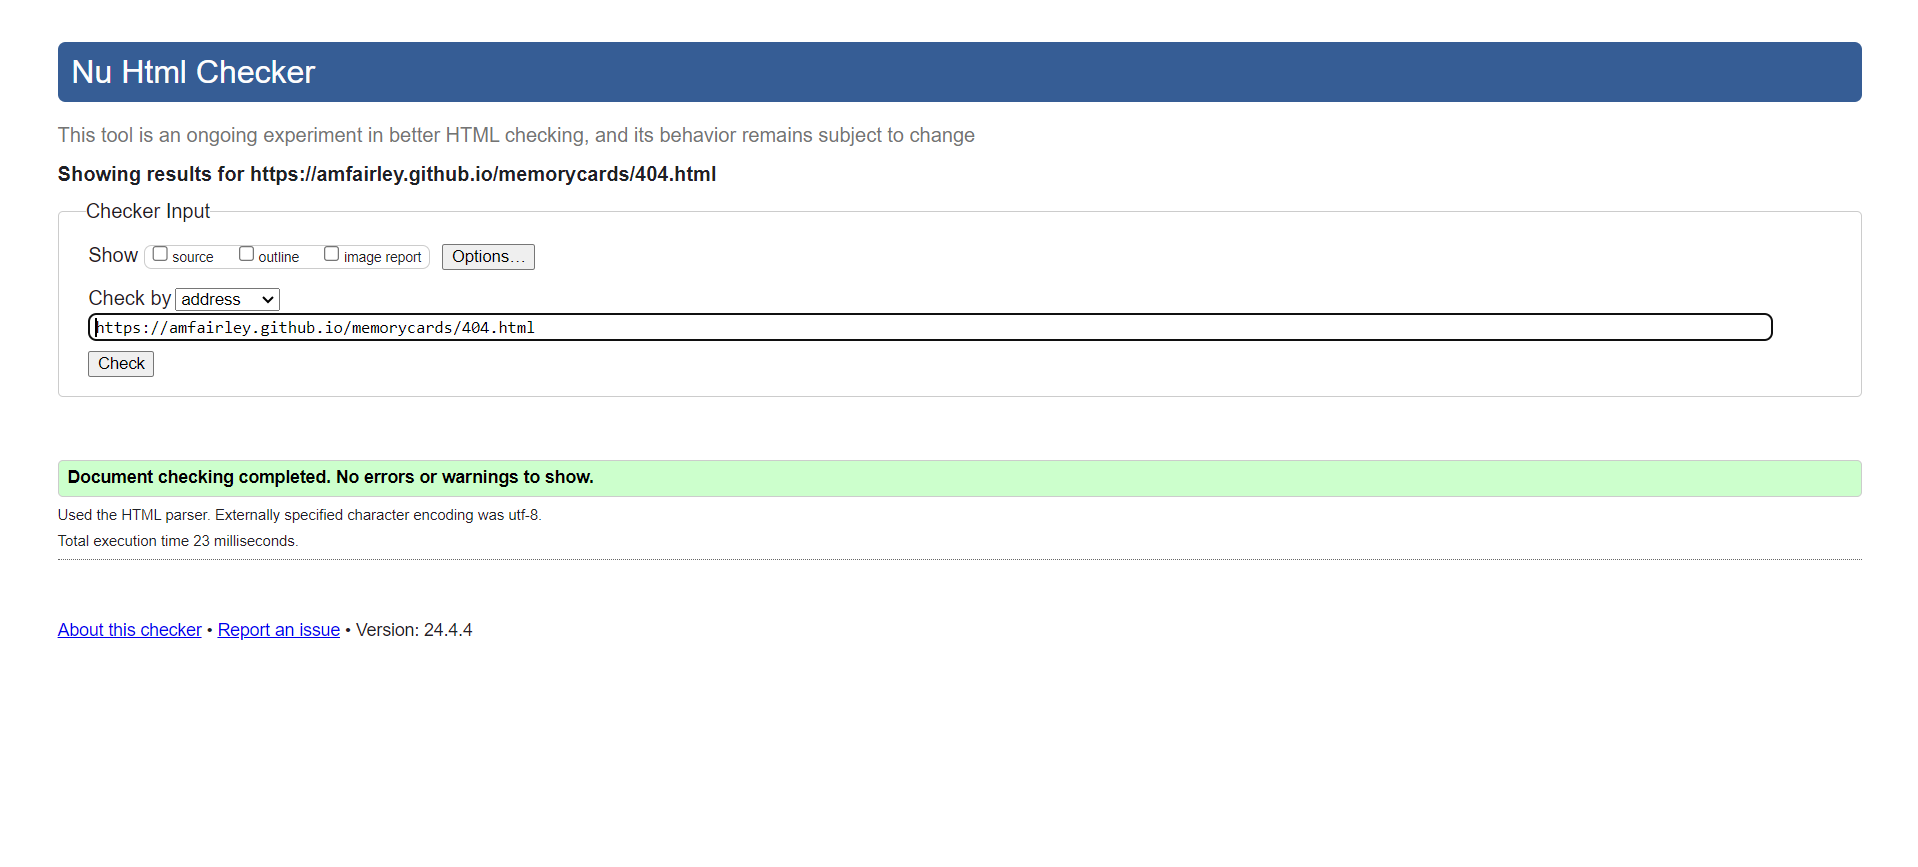 Nu Html Checker
This tool is an ongoing experiment in better HTML checking, and its behavior remains subject to change
Showing results for https://amfairley.github.io/memorycards/404.html
Checker Input
Show source outline image report Options…
Check by address
https://amfairley.github.io/memorycards/404.html
Check
Document checking completed. No errors or warnings to show.
Used the HTML parser. Externally specified character encoding was utf-8.
Total execution time 23 milliseconds.
About this checker • Report an issue • Version: 24.4.4